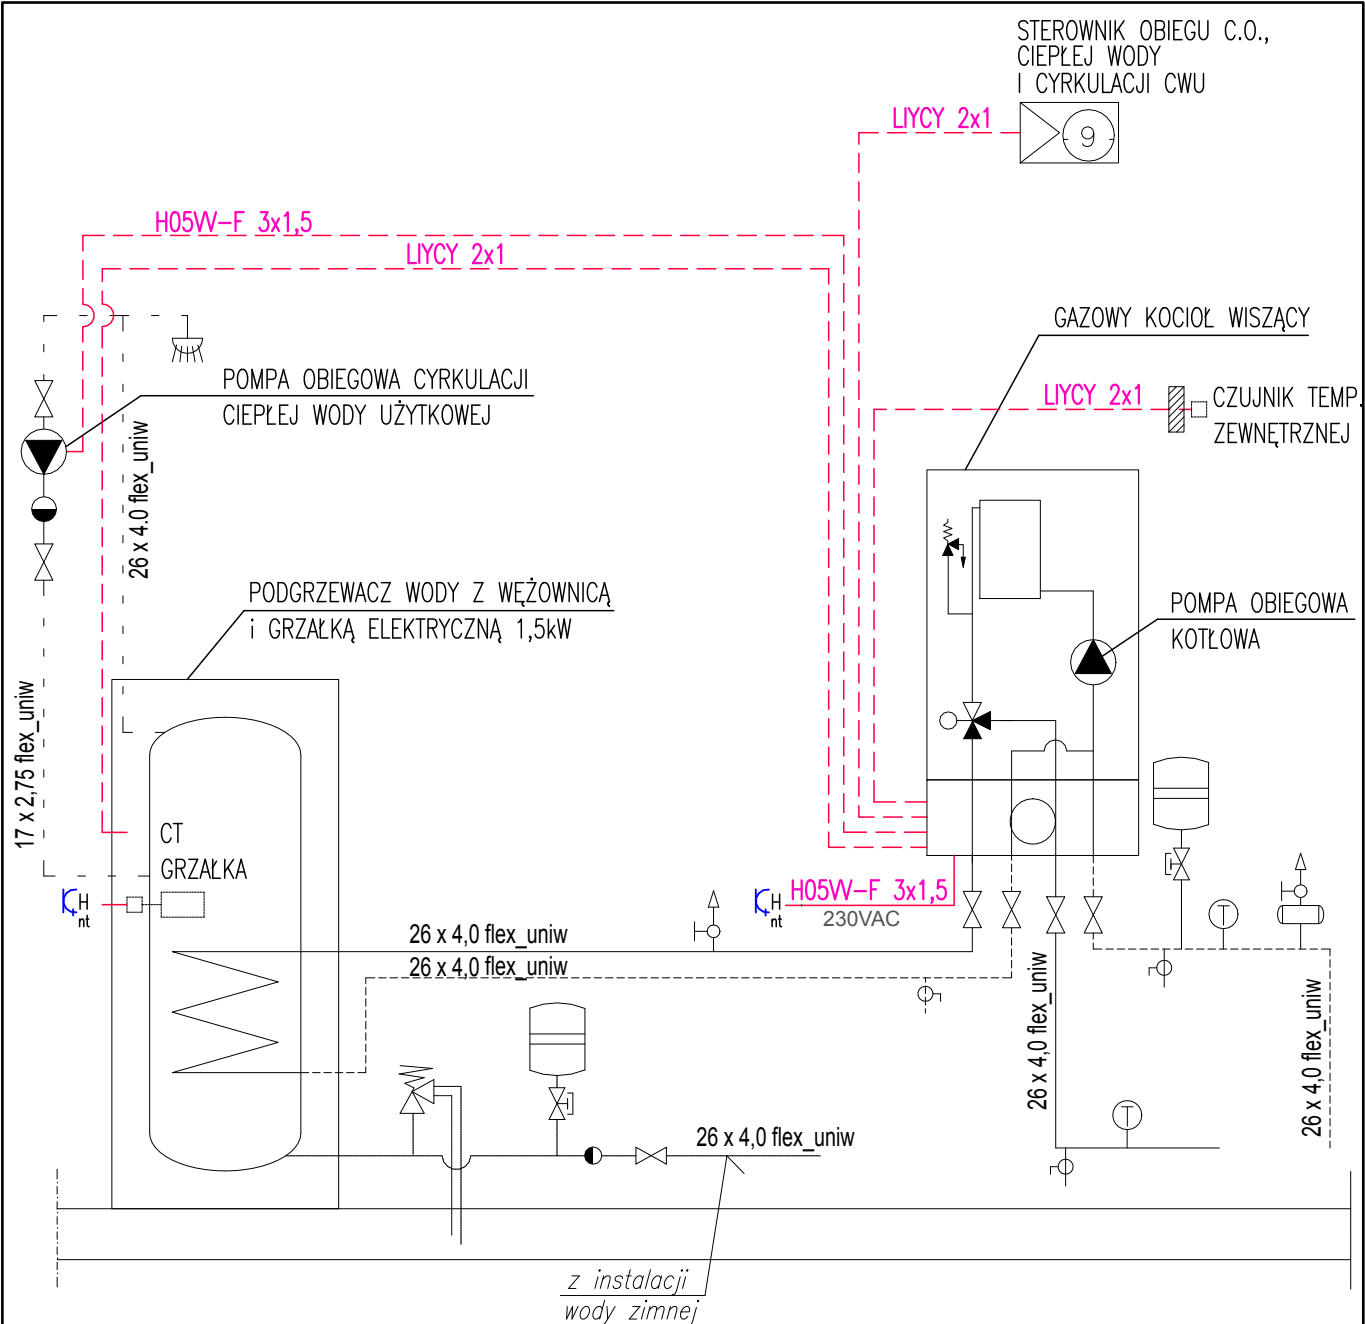 STEROWNIK OBIEGU C.O.,
CIEPŁEJ WODY
I CYRKULACJI CWU
LIYCY 2x1
9
H05VV-F 3x1,5
LIYCY 2x1
GAZOWY KOCIOŁ WISZĄCY
POMPA OBIEGOWA CYRKULACJI
CIEPŁEJ WODY UŻYTKOWEJ
LIYCY 2x1
CZUJNIK TEMP.
ZEWNĘTRZNEJ
26 x 4.0 flex_uniw
PODGRZEWACZ WODY Z WĘŻOWNICĄ
i GRZAŁKĄ ELEKTRYCZNĄ 1,5kW
POMPA OBIEGOWA
KOTŁOWA
17 x 2,75 flex_uniw
CT
GRZAŁKA
H
nt
H
nt
H05VV-F 3x1,5
230VAC
T
26 x 4,0 flex_uniw
26 x 4,0 flex_uniw
26 x 4,0 flex_uniw
26 x 4,0 flex_uniw
T
26 x 4,0 flex_uniw
z instalacji
wody zimnej